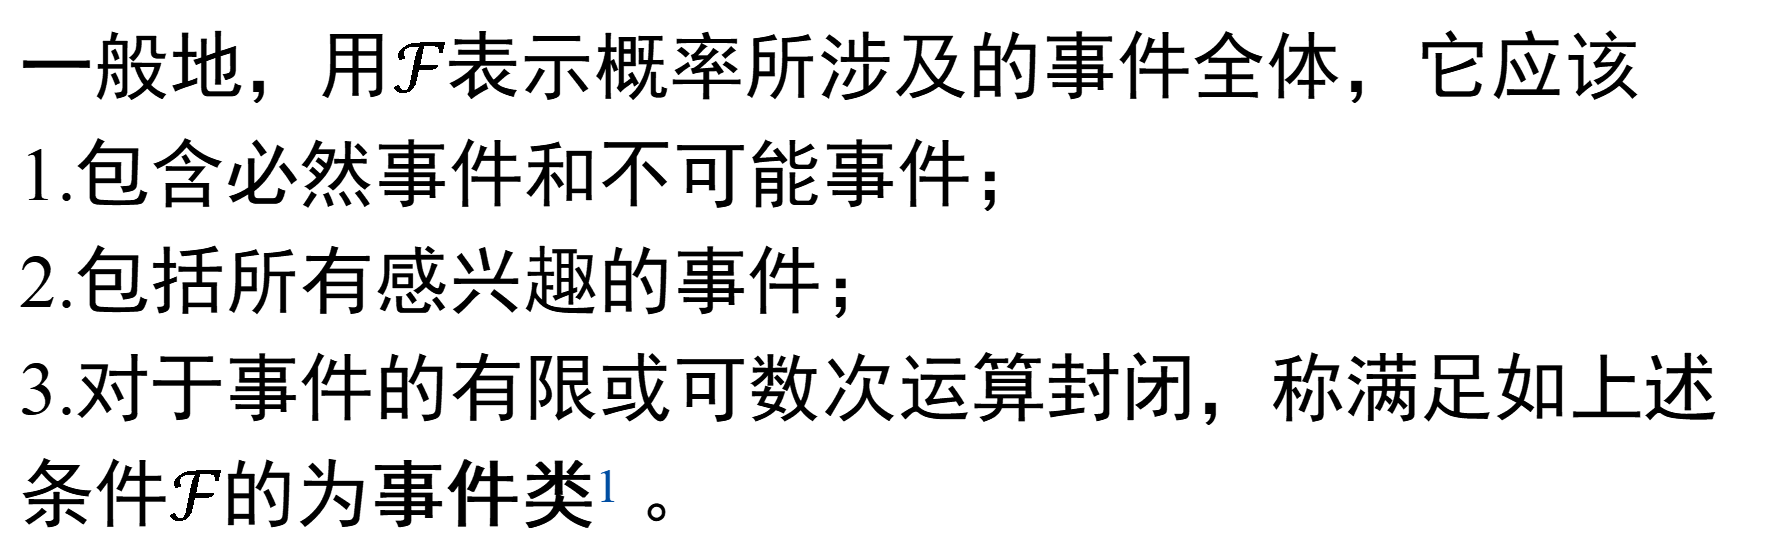 一般地，用ℱ表示概率所涉及的事件全体，它应该
1.包含必然事件和不可能事件；
2.包括所有感兴趣的事件；
3.对于事件的有限或可数次运算封闭，称满足如上述
条件ℱ的为事件类¹ 。